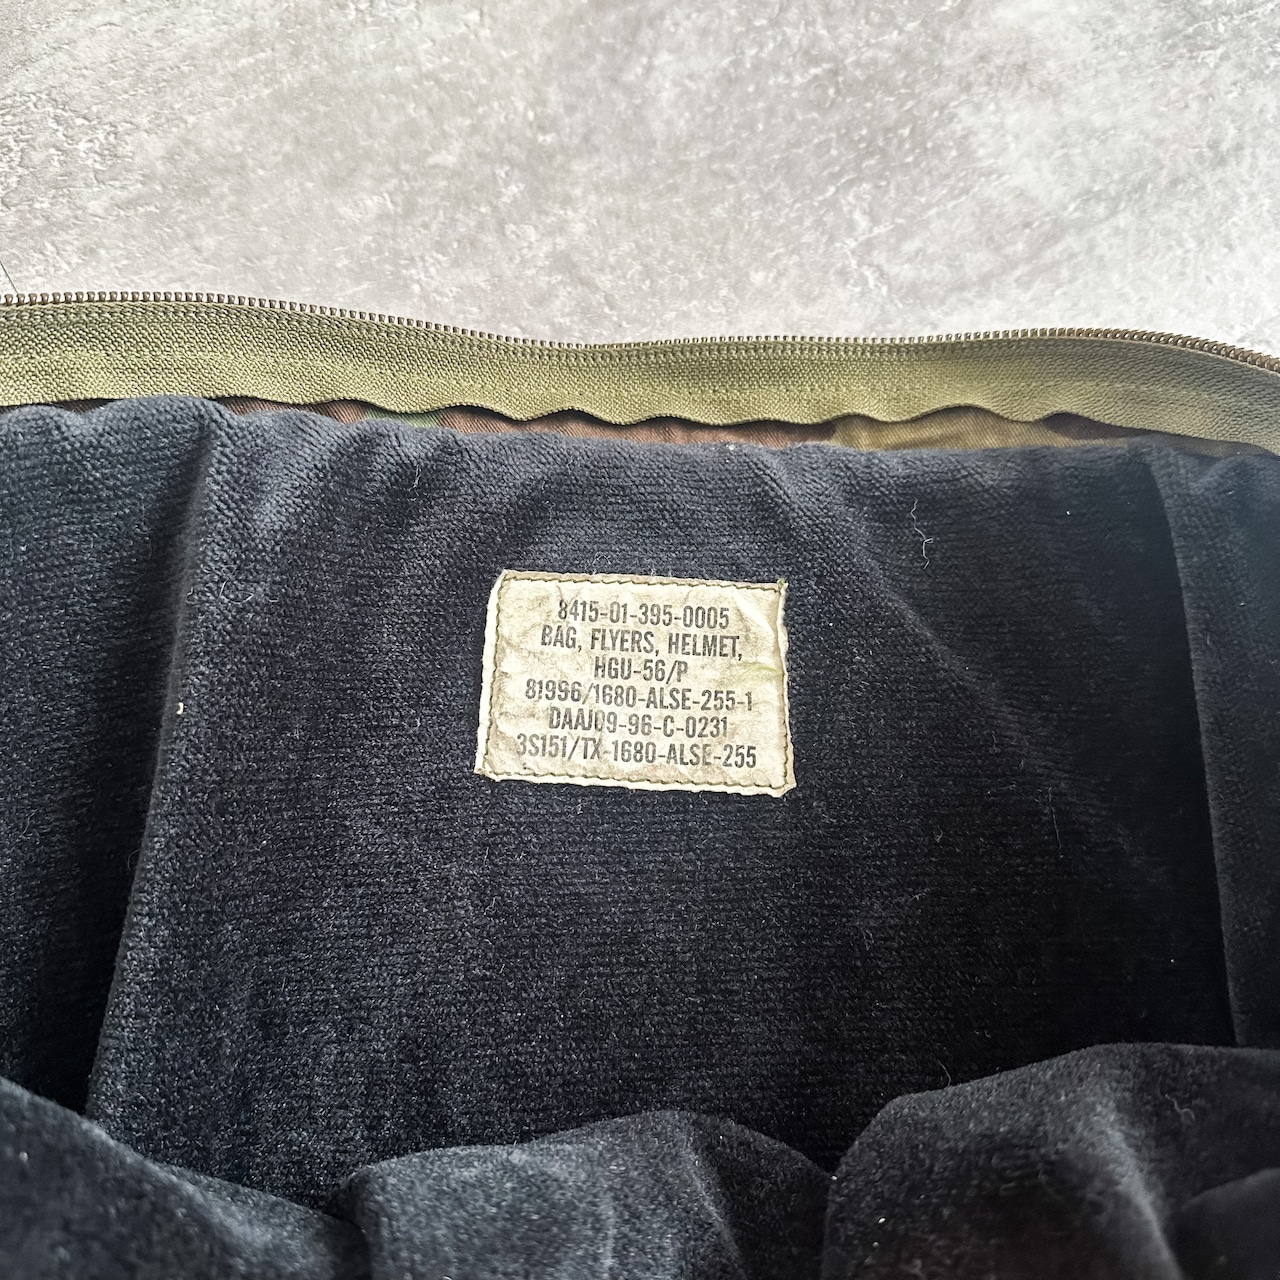 8415-01-395-0005
BAG, FLYERS, HELMET,
HGU-56/P
81996/1680-ALSE-255-1
DAAJ09-96-C-0231
3S151/TX-1680-ALSE-255